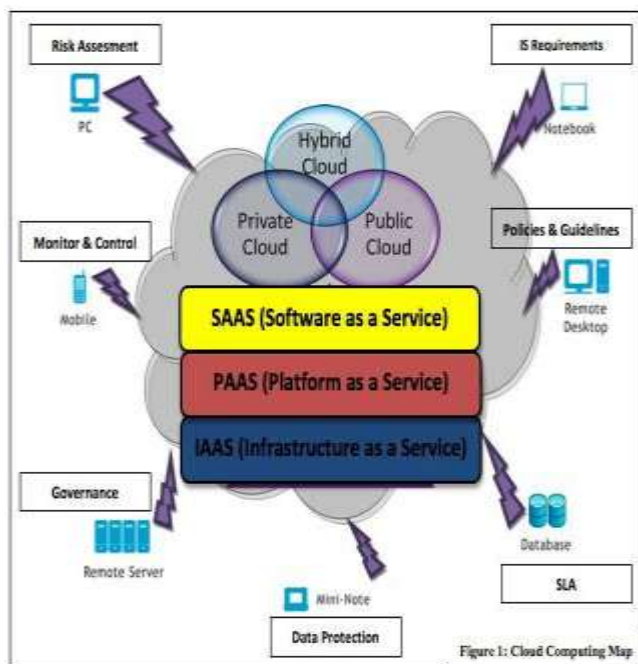 Risk Assesment
IS Requirements
PC
Notebook
Hybrid
Cloud
Private
Cloud
Public
Cloud
Monitor & Control
Policies & Guidelines
Mobile
Remote
Desktop
SAAS (Software as a Service)
PAAS (Platform as a Service)
IAAS (Infrastructure as a Service)
Governance
Remote Server
Database
SLA
Mini-Note
Data Protection
Figure 1: Cloud Computing Map